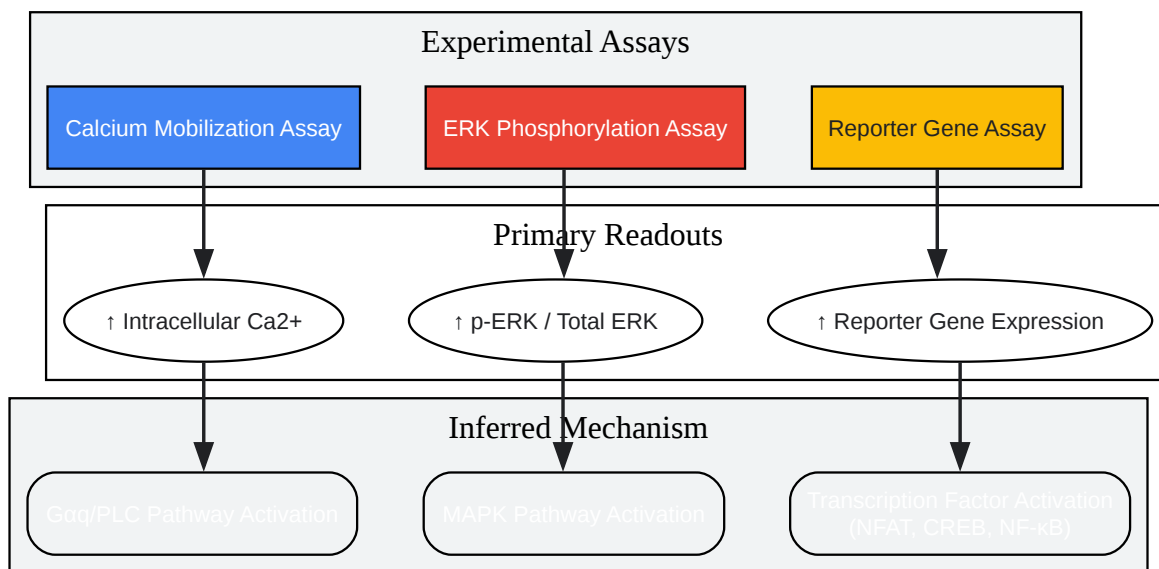 Experimental Assays
Calcium Mobilization Assay
ERK Phosphorylation Assay
Reporter Gene Assay
Primary Readouts
↑ Intracellular Ca2+
↑ p-ERK / Total ERK
↑ Reporter Gene Expression
Inferred Mechanism
Gαq/PLC Pathway Activation
MAPK Pathway Activation
Transcription Factor Activation
(NFAT, CREB, NF-κB)